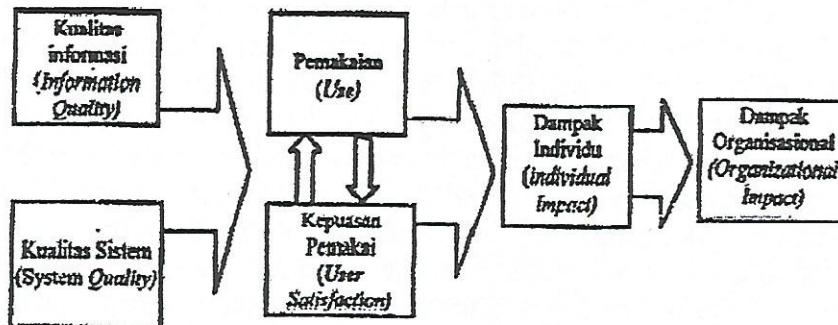 Kualitas
informasi
(Information
Quality)
Pemakaian
(Use)
Dampak
Individu
(individual
Impact)
Dampak
Organisasional
(Organizational
Impact)
Kualitas Sistem
(System Quality)
Kepuasan
Pemakai
(User
Satisfaction)